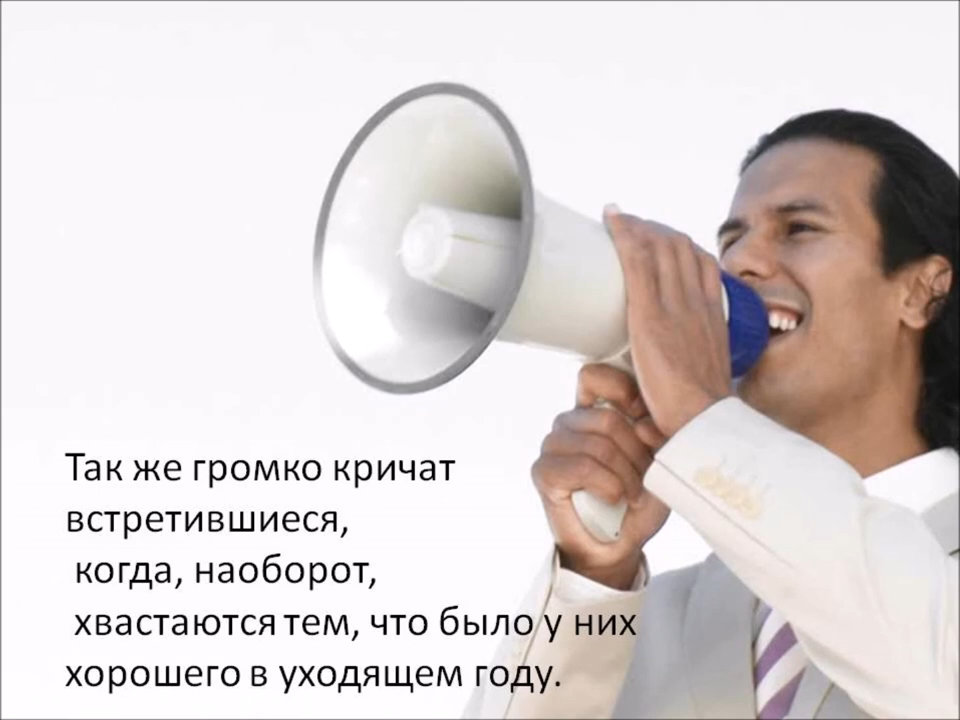 Так же громко кричат
встретившиеся,
когда, наоборот,
хвастаются тем, что было у них
хорошего в уходящем году.